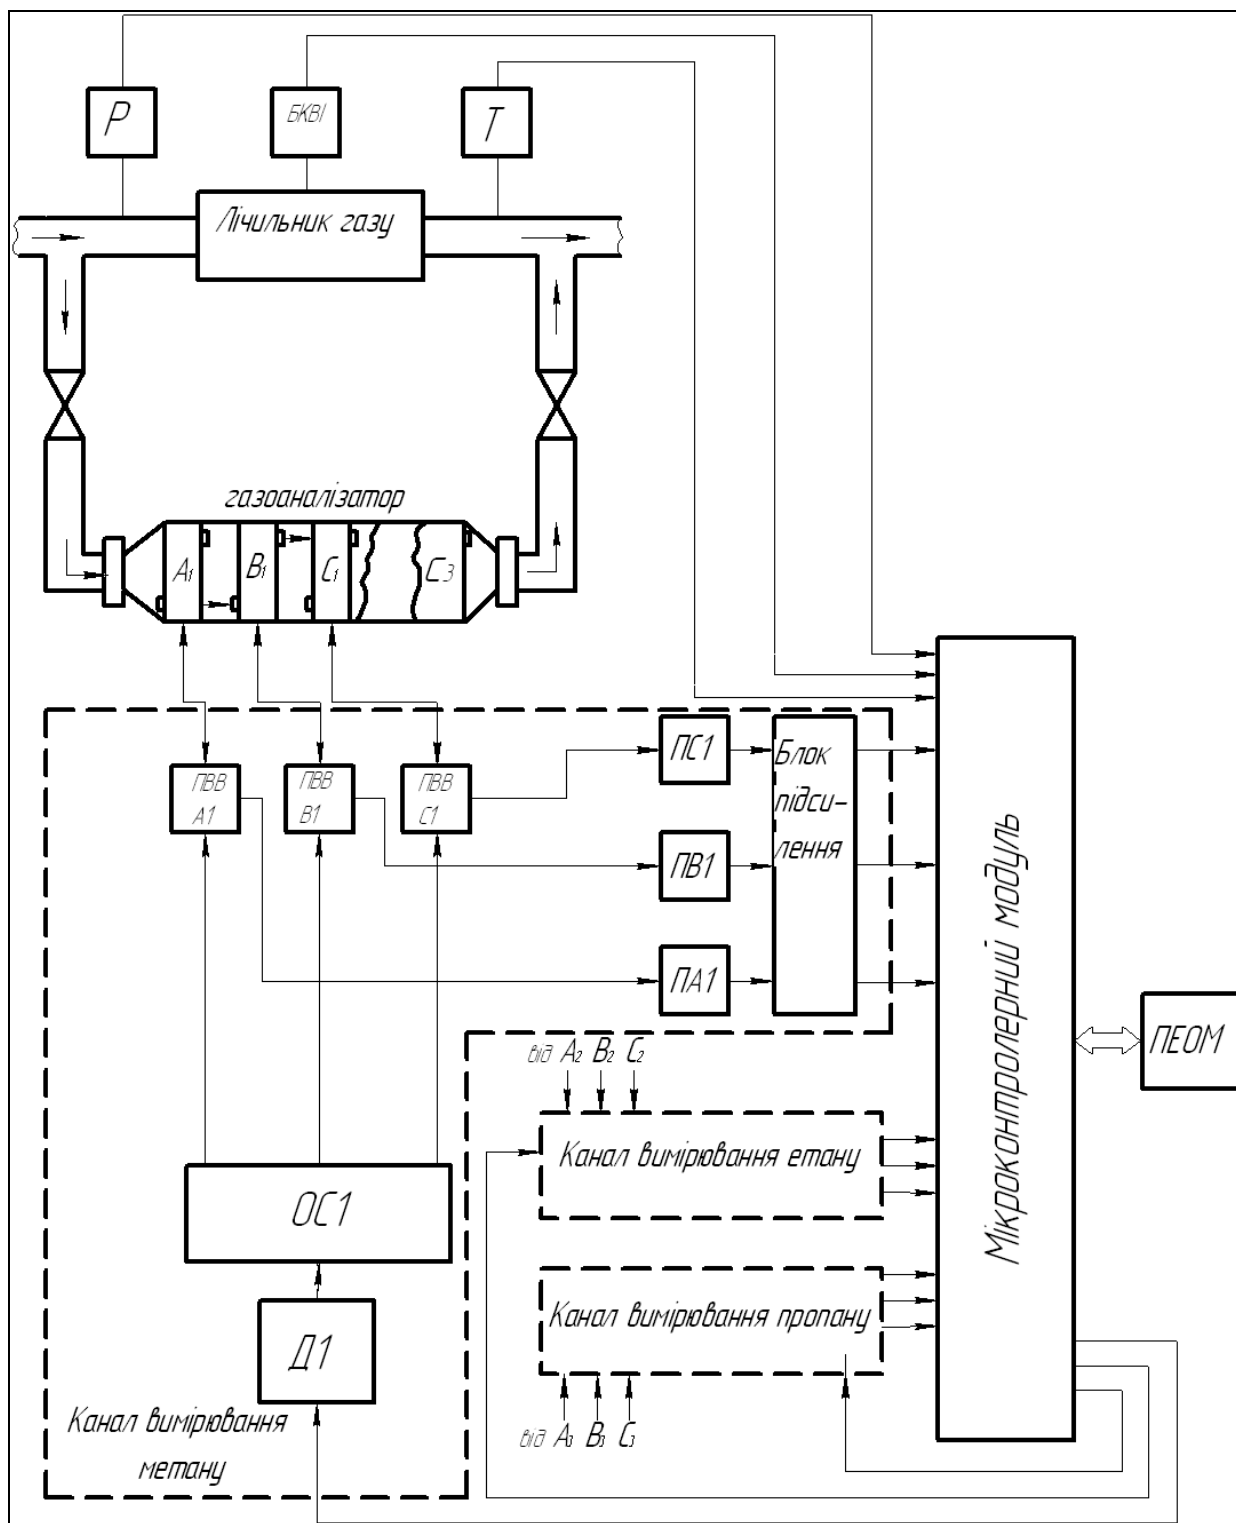 P
БКВІ
T
Лічильник газу
газоаналізатор
A1
B1
C1
C3
ПВВ
A1
ПВВ
B1
ПВВ
C1
ПС1
ПВ1
ПА1
Блок
підси-
лення
Мікроконтролерний модуль
ПЕОМ
від A2 B2 C2
Канал вимірювання етану
Канал вимірювання пропану
від A3 B3 C3
ОС1
Д1
Канал вимірювання
метану